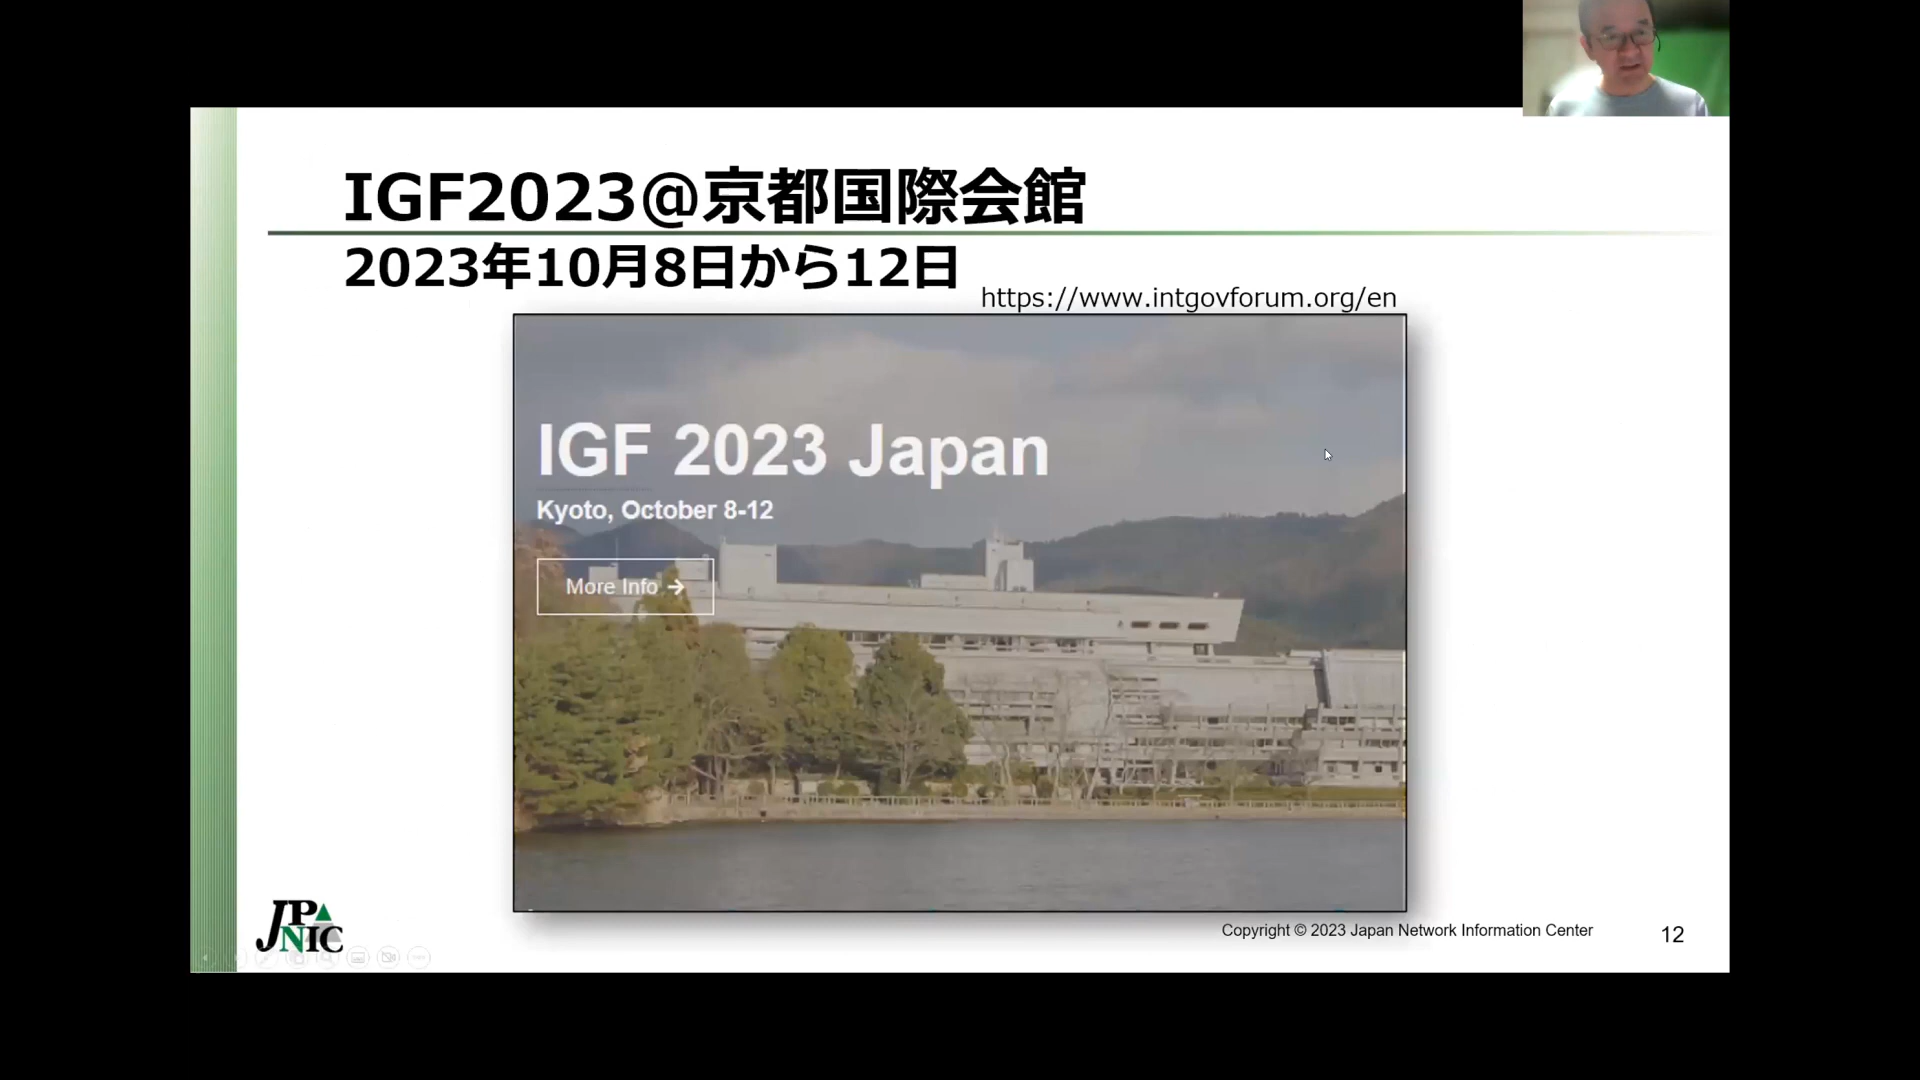 IGF2023@京都国際会館
2023年10月8日から12日
https://www.intgovforum.org/en
IGF 2023 Japan
Kyoto, October 8-12
More Info →
JPNIC
Copyright © 2023 Japan Network Information Center
12